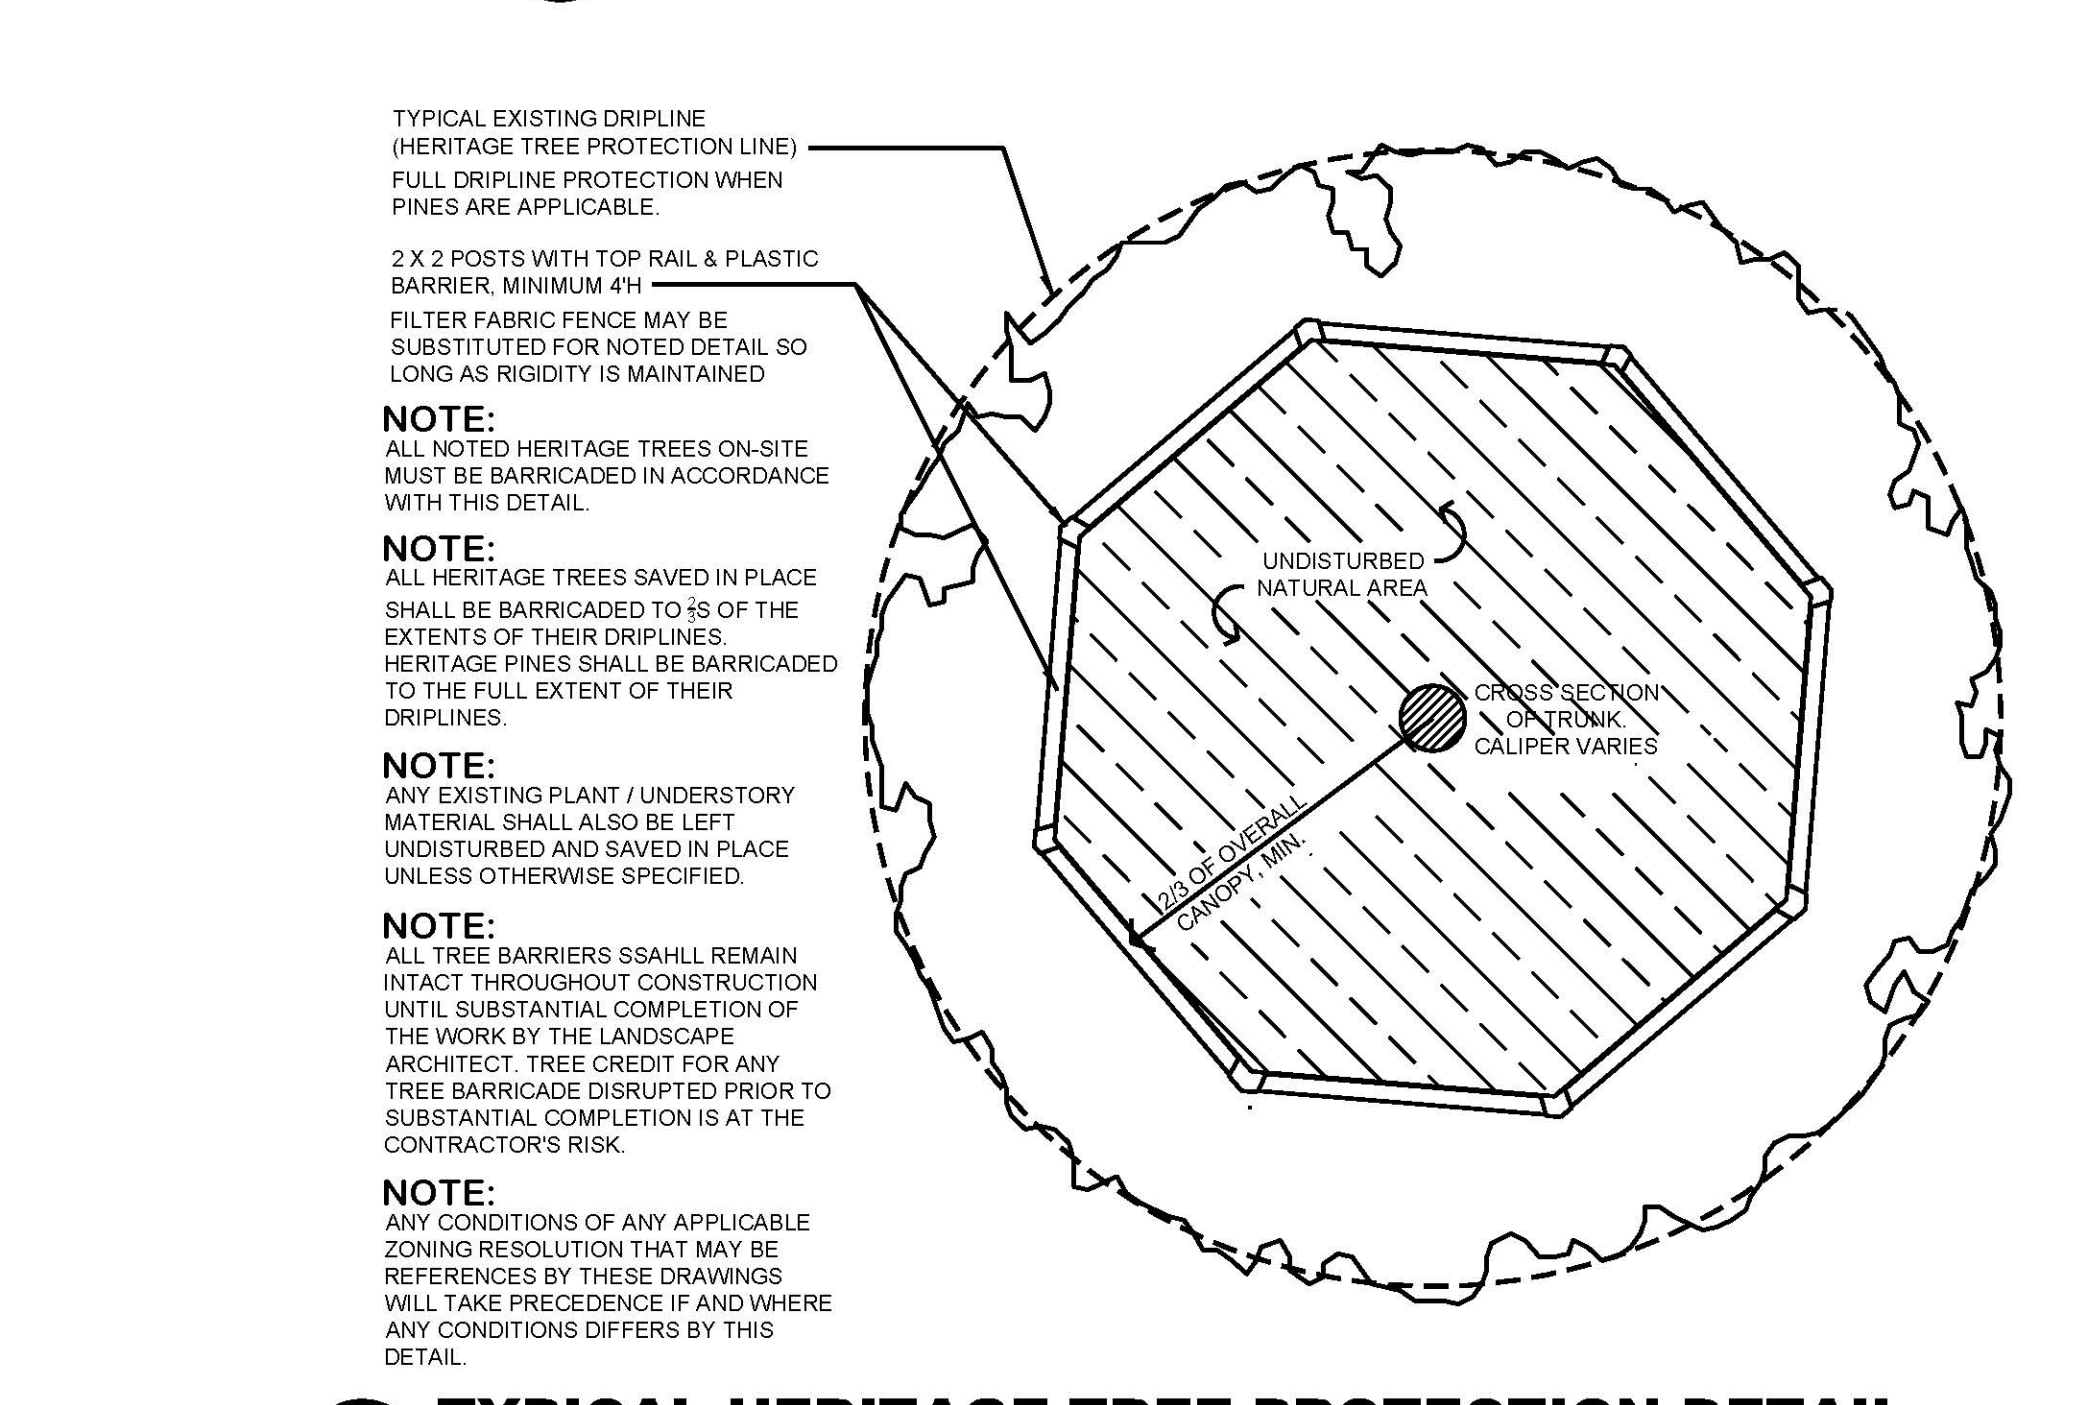 TYPICAL EXISTING DRIPLINE
(HERITAGE TREE PROTECTION LINE)
FULL DRIPLINE PROTECTION WHEN
PINES ARE APPLICABLE.
2 X 2 POSTS WITH TOP RAIL & PLASTIC
BARRIER, MINIMUM 4'H
FILTER FABRIC FENCE MAY BE
SUBSTITUTED FOR NOTED DETAIL SO
LONG AS RIGIDITY IS MAINTAINED
NOTE:
ALL NOTED HERITAGE TREES ON-SITE
MUST BE BARRICADED IN ACCORDANCE
WITH THIS DETAIL.
NOTE:
ALL HERITAGE TREES SAVED IN PLACE
SHALL BE BARRICADED TO 2/3S OF THE
EXTENTS OF THEIR DRIPLINES.
HERITAGE PINES SHALL BE BARRICADED
TO THE FULL EXTENT OF THEIR
DRIPLINES.
NOTE:
ANY EXISTING PLANT / UNDERSTORY
MATERIAL SHALL ALSO BE LEFT
UNDISTURBED AND SAVED IN PLACE
UNLESS OTHERWISE SPECIFIED.
NOTE:
ALL TREE BARRIERS SSAHLL REMAIN
INTACT THROUGHOUT CONSTRUCTION
UNTIL SUBSTANTIAL COMPLETION OF
THE WORK BY THE LANDSCAPE
ARCHITECT. TREE CREDIT FOR ANY
TREE BARRICADE DISRUPTED PRIOR TO
SUBSTANTIAL COMPLETION IS AT THE
CONTRACTOR'S RISK.
NOTE:
ANY CONDITIONS OF ANY APPLICABLE
ZONING RESOLUTION THAT MAY BE
REFERENCES BY THESE DRAWINGS
WILL TAKE PRECEDENCE IF AND WHERE
ANY CONDITIONS DIFFERS BY THIS
DETAIL.
UNDISTURBED
NATURAL AREA
CROSS SECTION
OF TRUNK.
CALIPER VARIES
2/3 OF OVERALL
CANOPY, MIN.
TYPICAL HERITAGE TREE PROTECTION DETAIL